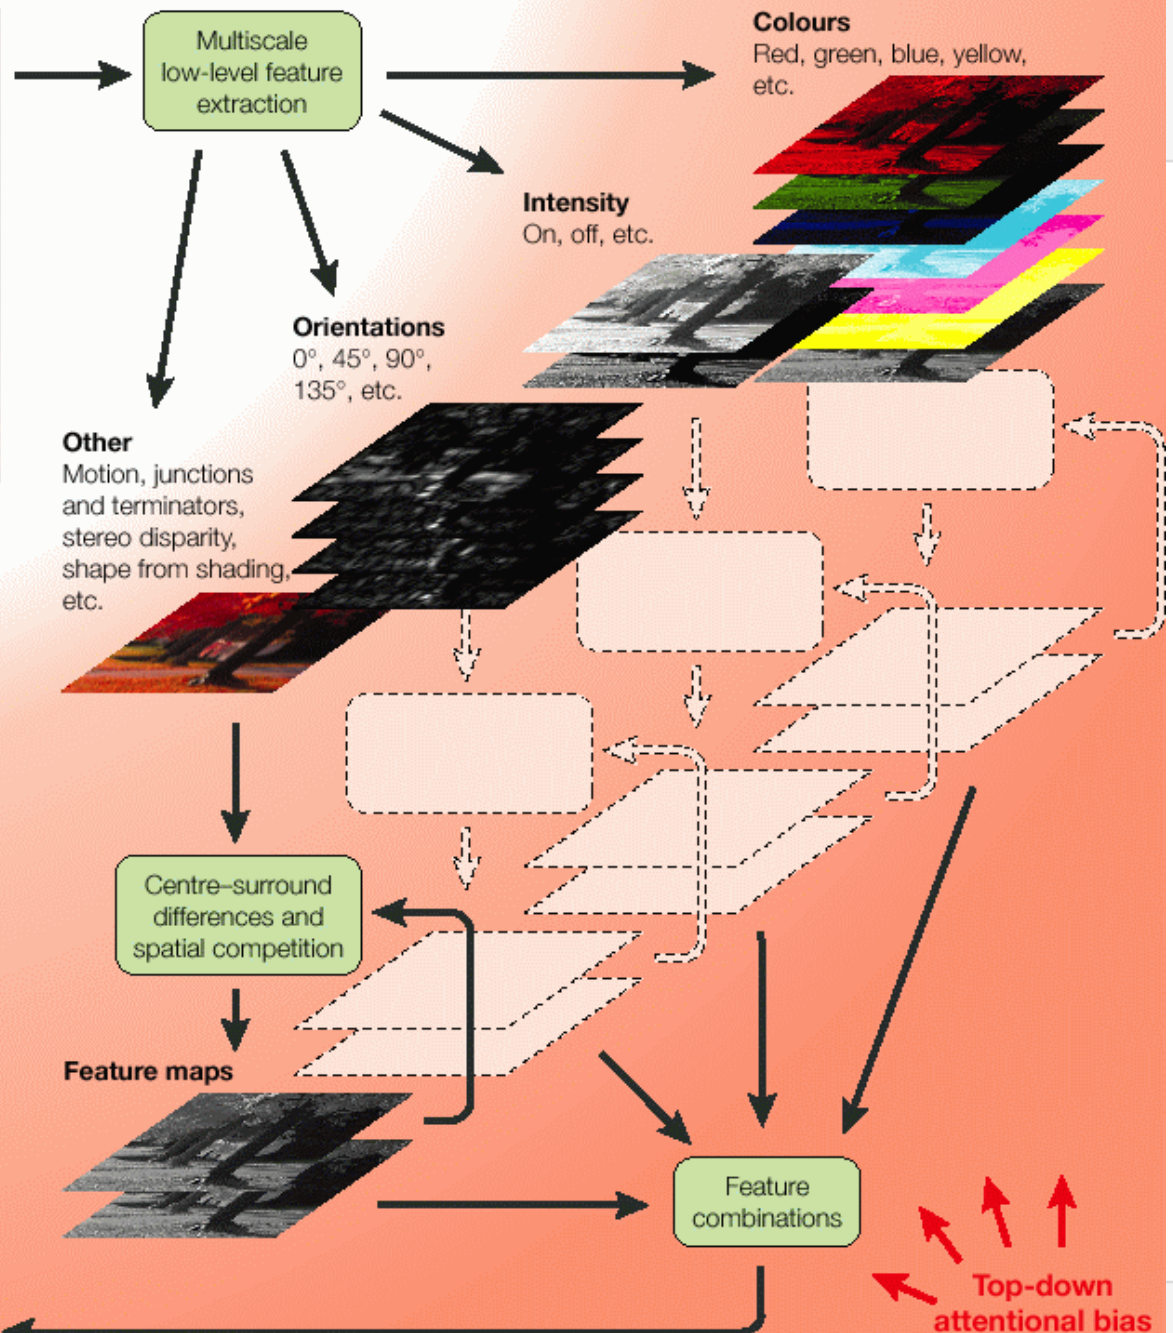 Multiscale
low-level feature
extraction
Colours
Red, green, blue, yellow,
etc.
Intensity
On, off, etc.
Orientations
0°, 45°, 90°,
135°, etc.
Other
Motion, junctions
and terminators,
stereo disparity,
shape from shading,
etc.
Centre–surround
differences and
spatial competition
Feature maps
Feature
combinations
Top-down
attentional bias